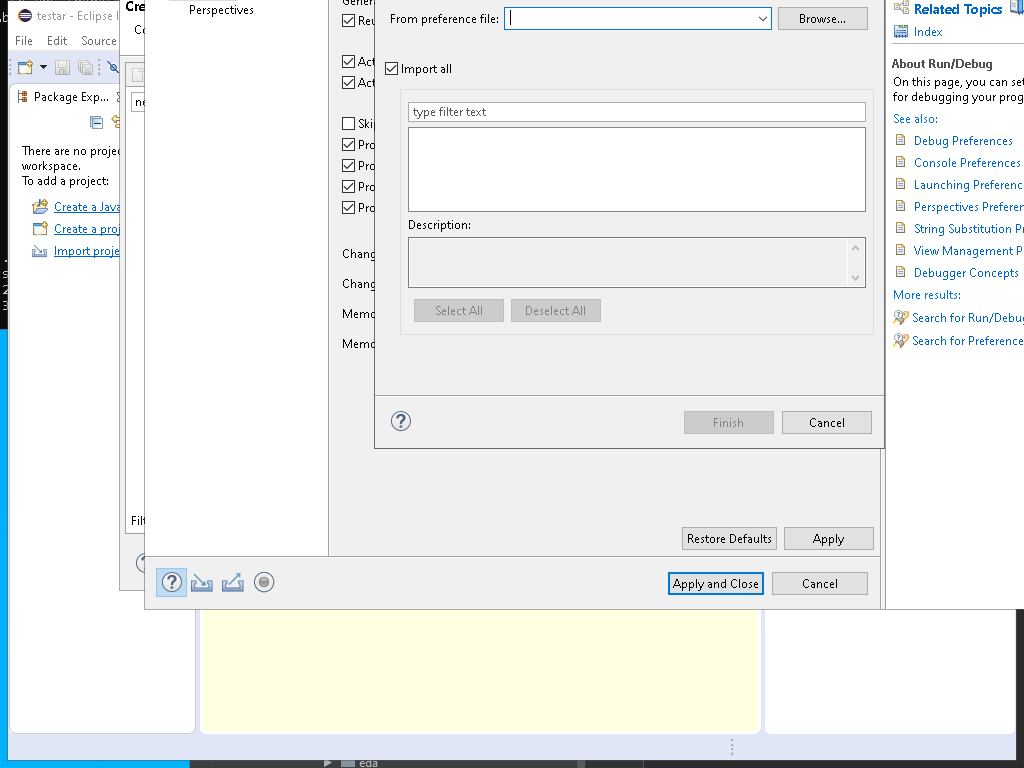 testar - Eclipse I
File Edit Source
Package Exp...
There are no proje
workspace.
To add a project:
Create a Java
Create a proj
Import proje
Cre
ne
Filt
Perspectives
Reu
Act
Act
Skip
Pro
Pro
Pro
Pro
Chang
Chang
Memo
Memo
From preference file:
Browse...
Import all
type filter text
Description:
Select All
Deselect All
Finish
Cancel
Restore Defaults
Apply
Apply and Close
Cancel
Related Topics
Index
About Run/Debug
On this page, you can set
for debugging your prog
See also:
Debug Preferences
Console Preferences
Launching Preferenc
Perspectives Preferen
String Substitution Pr
View Management P
Debugger Concepts
More results:
Search for Run/Debug
Search for Preference
eda